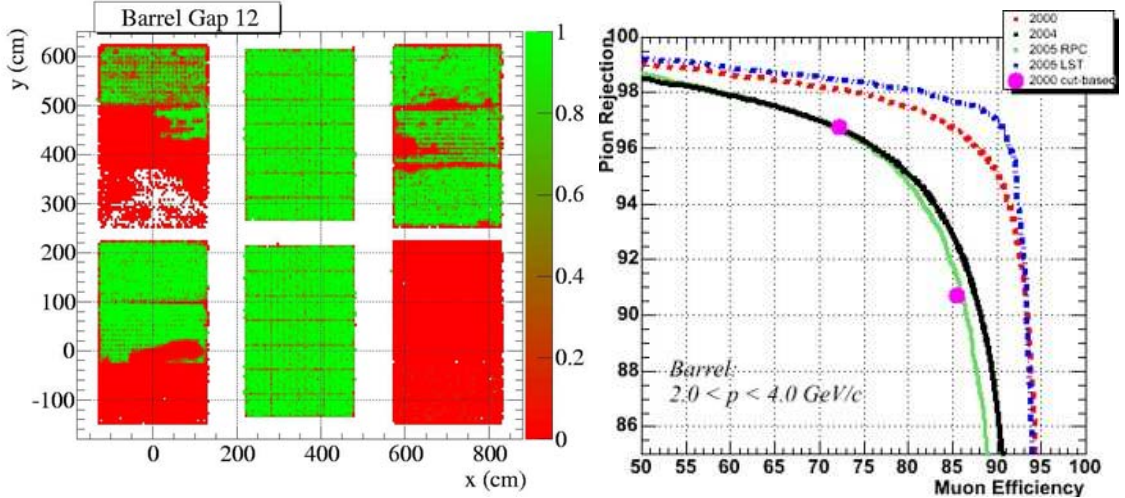 Barrel Gap 12
y (cm)
600
500
400
300
200
100
0
-100
0 200 400 600 800
x (cm)
1
0.8
0.6
0.4
0.2
0
2000
2004
2005 RPC
2005 LST
2000 cut-based
Pion Rejection
100
98
96
94
92
90
88
86
Barrel:
2.0 < p < 4.0 GeV/c
50 55 60 65 70 75 80 85 90 95 100
Muon Efficiency